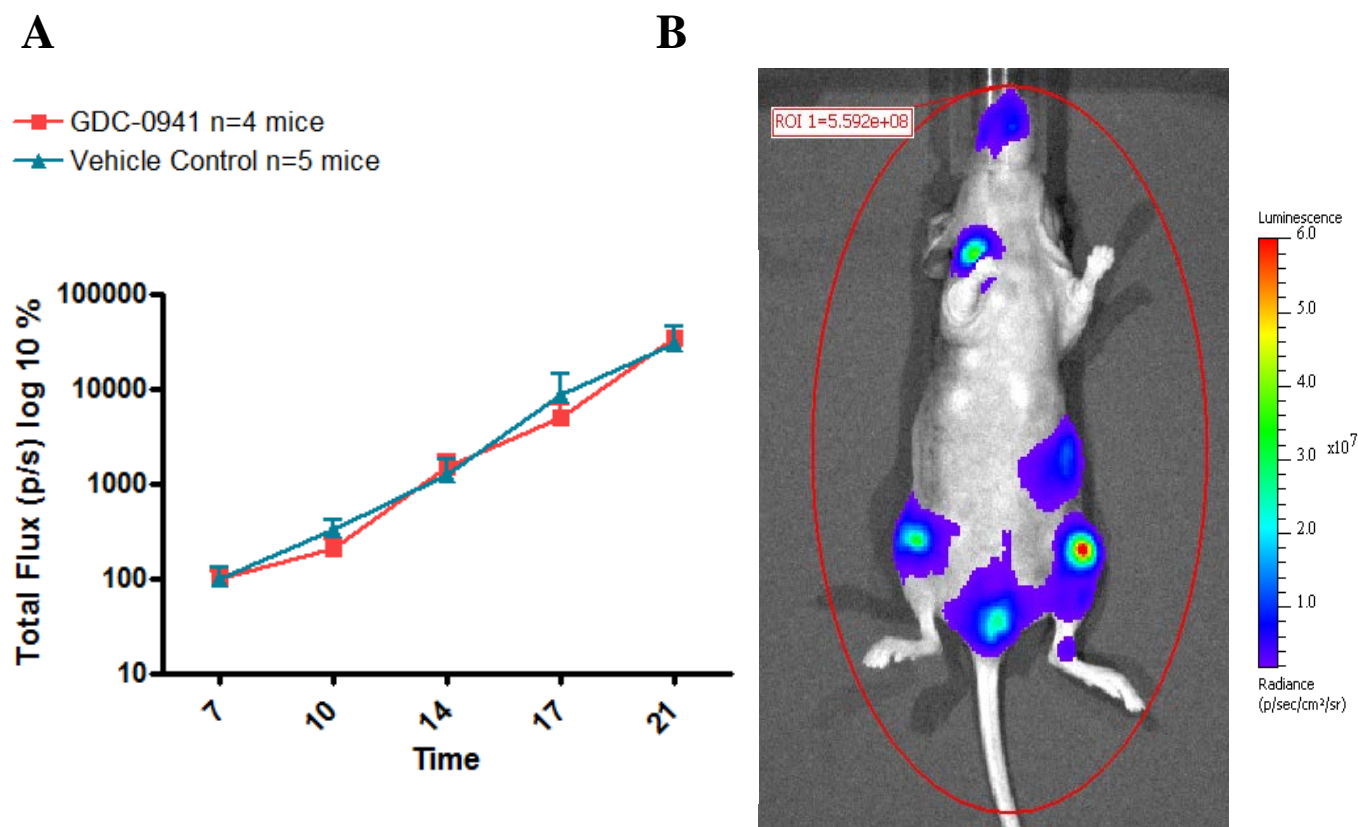 A
B
GDC-0941 n=4 mice
Vehicle Control n=5 mice
Total Flux (p/s) log 10 %
100000
10000
1000
100
10
7
10
14
17
21
Time
ROI 1=5.592e+08
Luminescence
6.0
5.0
4.0
3.0
2.0
1.0
x10⁷
Radiance
(p/sec/cm²/sr)